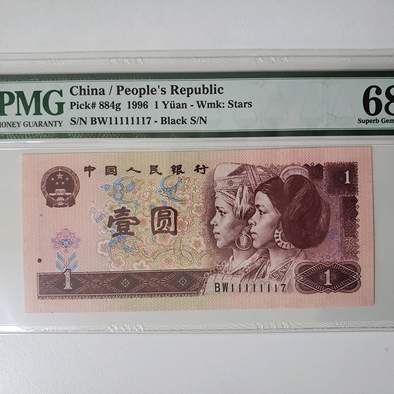 PMG
MONEY GUARANTY
China / People's Republic
Pick# 884g 1996 1 Yüan - Wmk: Stars
S/N BW11111117 - Black S/N
68
Superb Gem
中国人民银行
1
壹圆
BW11111117
1
1